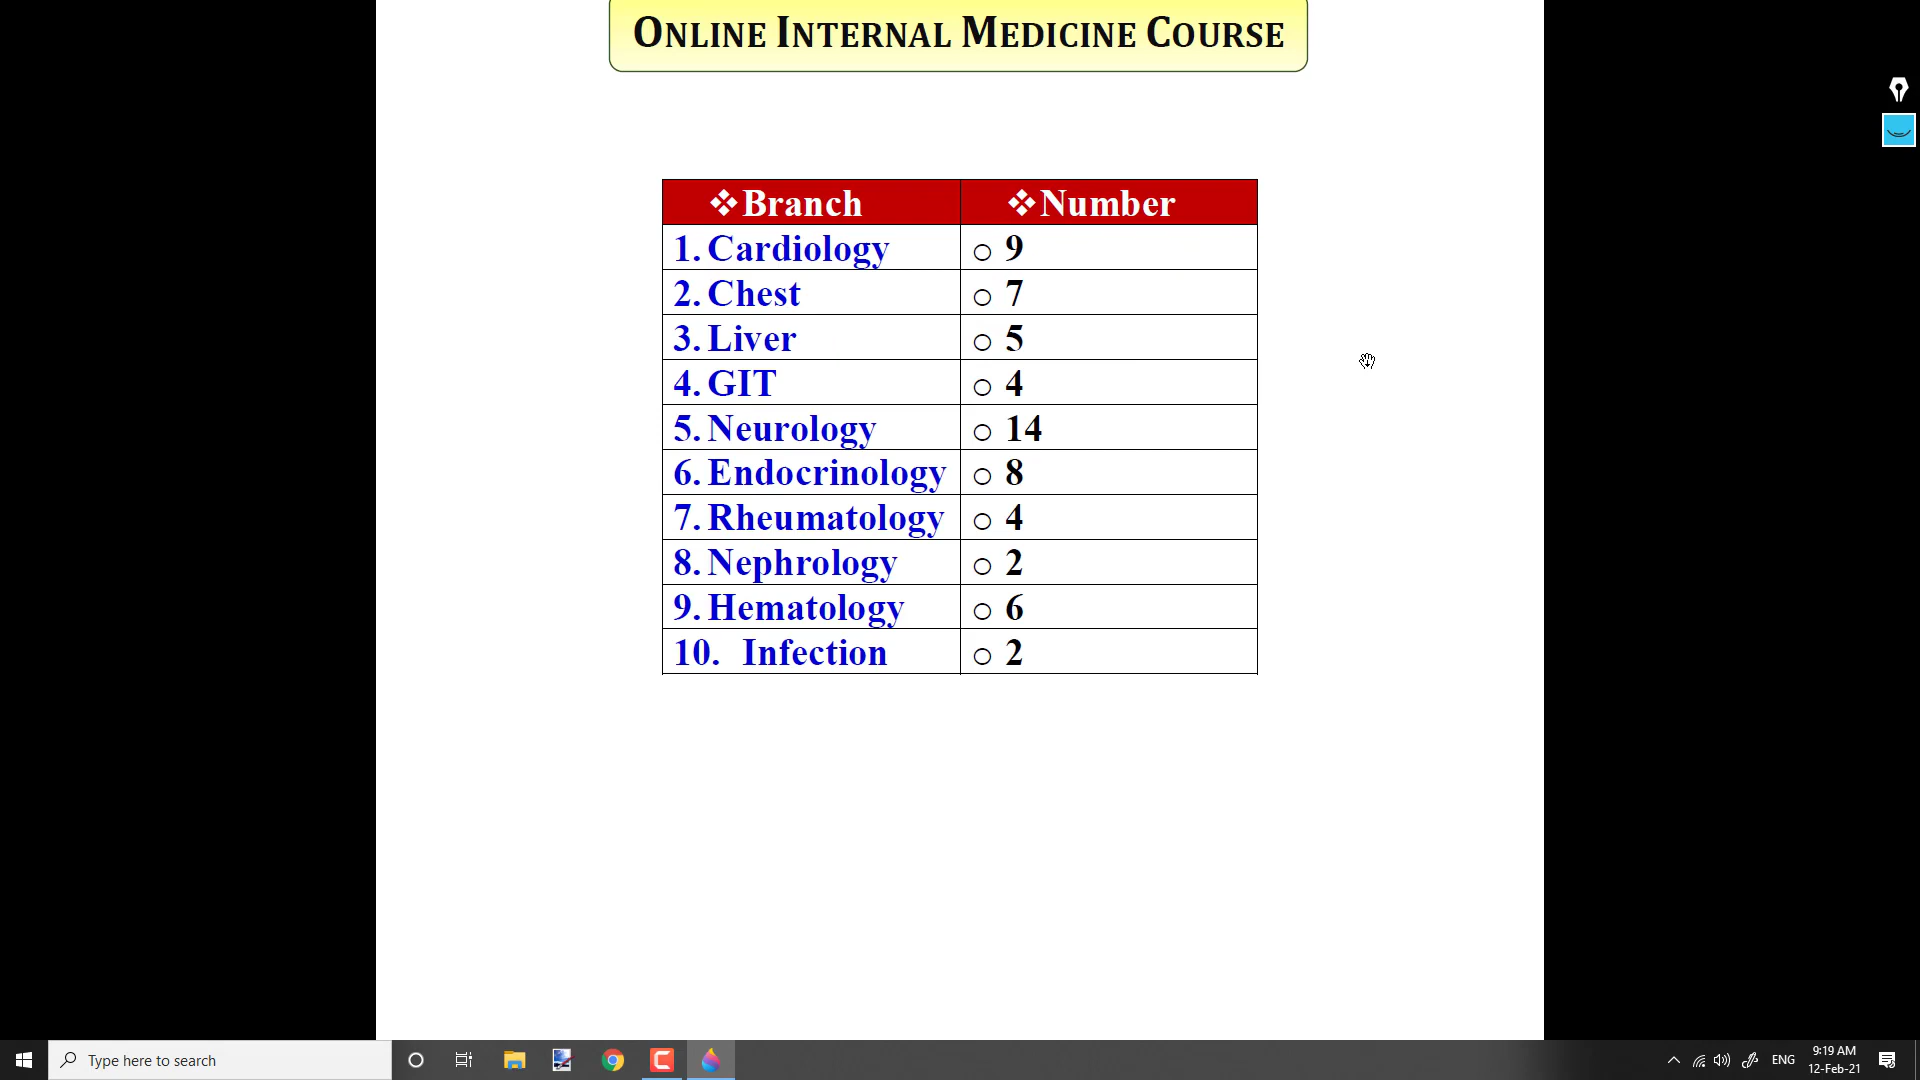 ONLINE INTERNAL MEDICINE COURSE
❖Branch ❖Number
1. Cardiology ○ 9
2. Chest ○ 7
3. Liver ○ 5
4. GIT ○ 4
5. Neurology ○ 14
6. Endocrinology ○ 8
7. Rheumatology ○ 4
8. Nephrology ○ 2
9. Hematology ○ 6
10. Infection ○ 2
Type here to search
ENG
9:19 AM
12-Feb-21